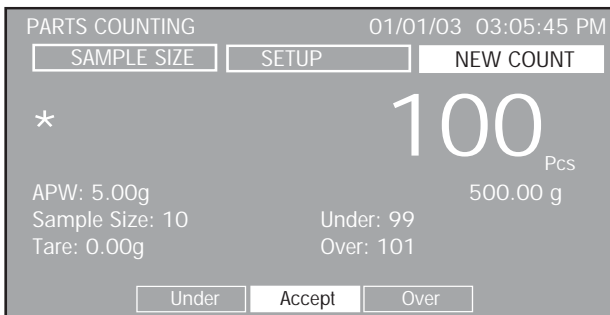 PARTS COUNTING 01/01/03 03:05:45 PM
SAMPLE SIZE SETUP NEW COUNT
* 100 Pcs
APW: 5.00g 500.00 g
Sample Size: 10 Under: 99
Tare: 0.00g Over: 101
Under Accept Over